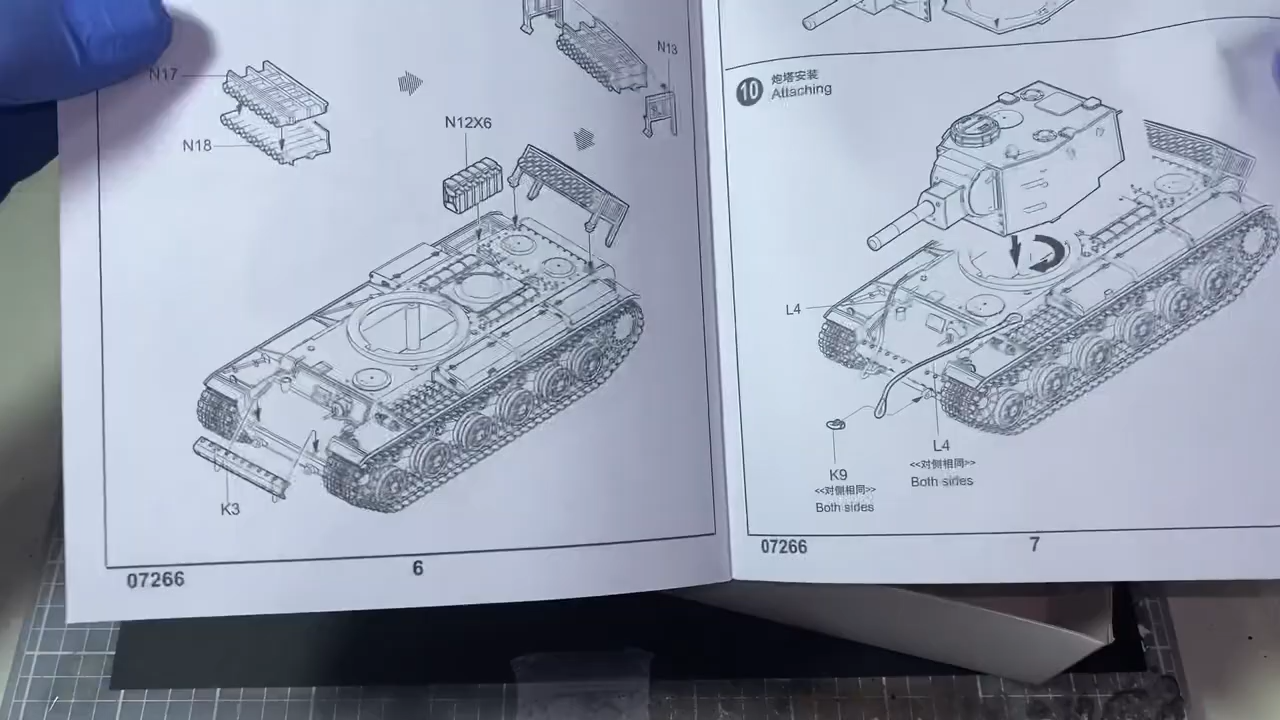 N17
N18
N13
N12X6
K3
07266
6
10
炮塔安装
Attaching
L4
L4
<<对侧相同>>
Both sides
K9
<<对侧相同>>
Both sides
07266
7